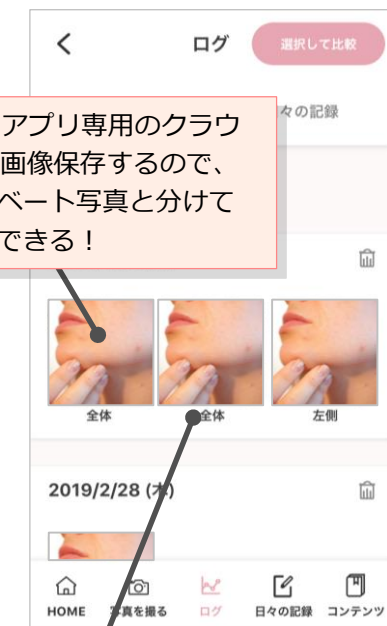 ログ
選択して比較
アプリ専用のクラウ
画像保存するので、
ベート写真と分けて
できる！
々の記録
全体
全体
左側
2019/2/28 (木)
HOME
写真を撮る
ログ
日々の記録
コンテンツ